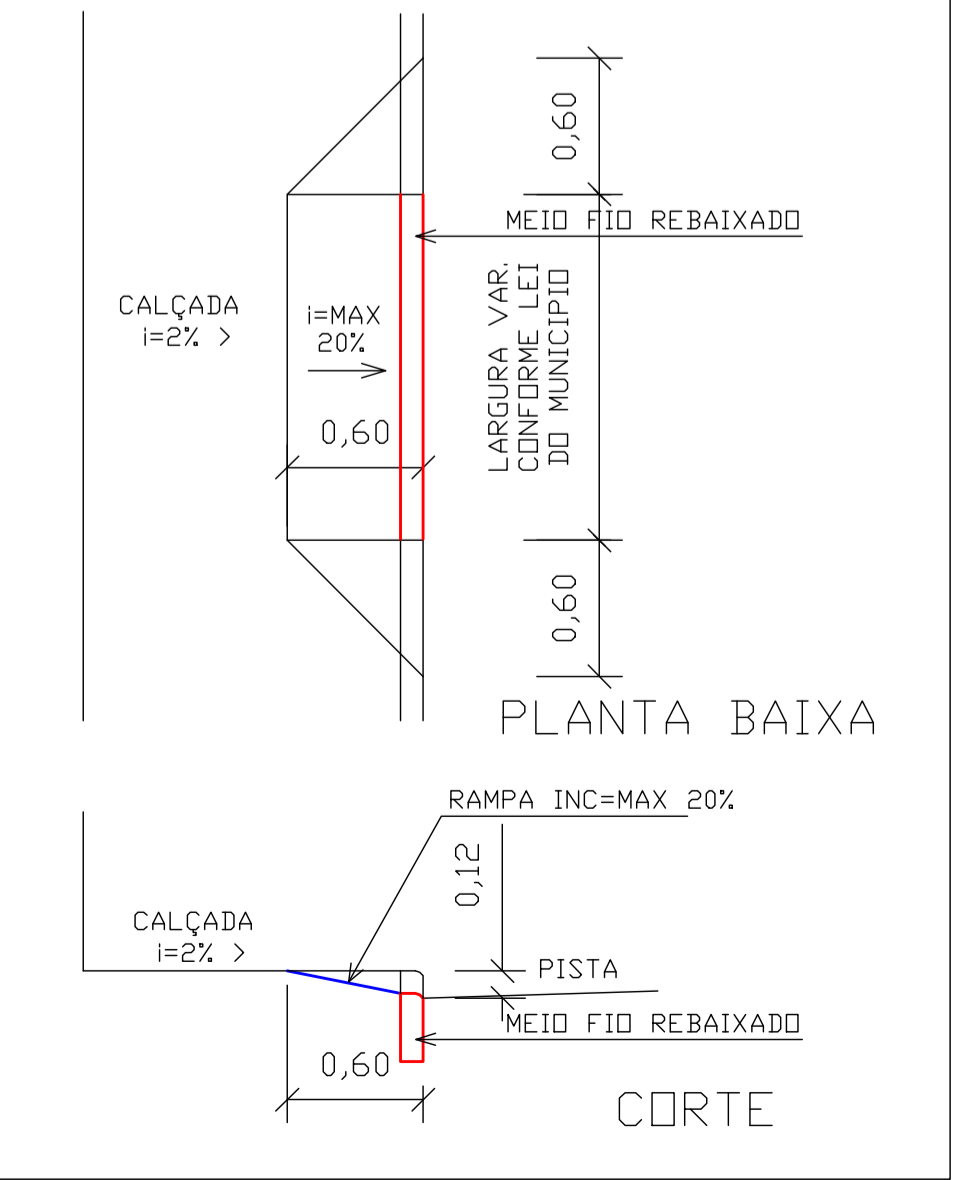 0,60
MEIO FIO REBAIXADO
CALÇADA
i=2% >
i=MAX
20%
LARGURA VAR.
CONFORME LEI
DO MUNICIPIO
0,60
0,60
PLANTA BAIXA
RAMPA INC=MAX 20%
0,12
CALÇADA
i=2% >
PISTA
MEIO FIO REBAIXADO
0,60
CORTE